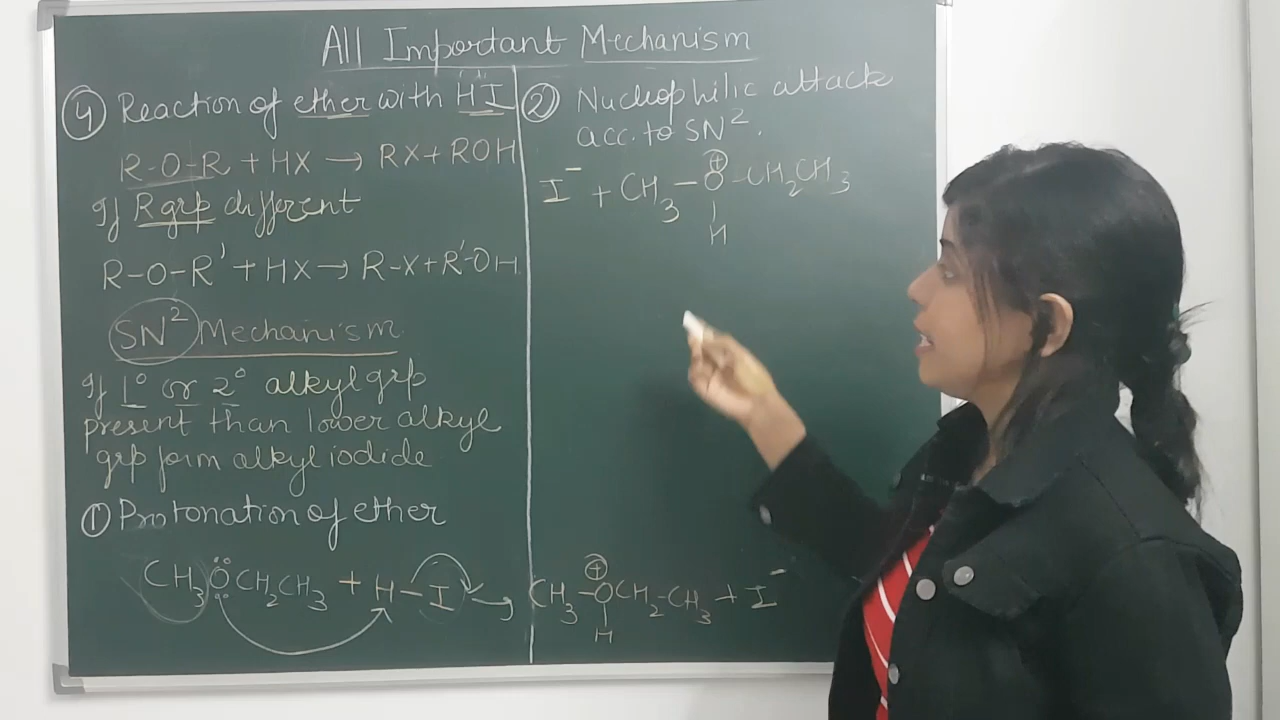 All Important Mechanism
④ Reaction of ether with HI
R-O-R + HX → RX + ROH
If R grp different
R-O-R' + HX → R-X + R'-OH
SN² Mechanism
If 1° or 2° alkyl grp
present than lower alkyl
grp form alkyl iodide
① Protonation of ether
CH₃ÖCH₂CH₃ + H-I → CH₃-O⊕CH₂-CH₃ + I⁻
H
② Nucleophilic attack
acc. to SN².
I⁻ + CH₃-O⊕-CH₂CH₃
H